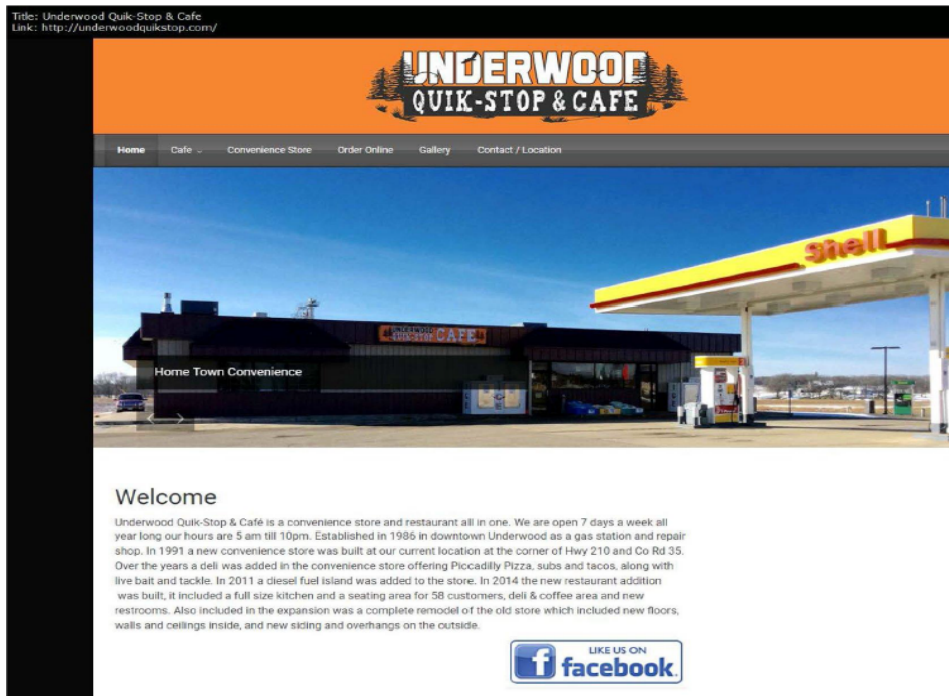 Title: Underwood Quik-Stop & Cafe
Link: http://underwoodquikstop.com/
UNDERWOOD
QUIK-STOP & CAFE
Home Cafe Convenience Store Order Online Gallery Contact / Location
Shell
UNDERWOOD
QUIK-STOP CAFE
Home Town Convenience
Welcome
Underwood Quik-Stop & Café is a convenience store and restaurant all in one. We are open 7 days a week all
year long our hours are 5 am till 10pm. Established in 1986 in downtown Underwood as a gas station and repair
shop. In 1991 a new convenience store was built at our current location at the corner of Hwy 210 and Co Rd 35.
Over the years a deli was added in the convenience store offering Piccadilly Pizza, subs and tacos, along with
live bait and tackle. In 2011 a diesel fuel island was added to the store. In 2014 the new restaurant addition
was built, it included a full size kitchen and a seating area for 58 customers, deli & coffee area and new
restrooms. Also included in the expansion was a complete remodel of the old store which included new floors,
walls and ceilings inside, and new siding and overhangs on the outside.
LIKE US ON
f facebook